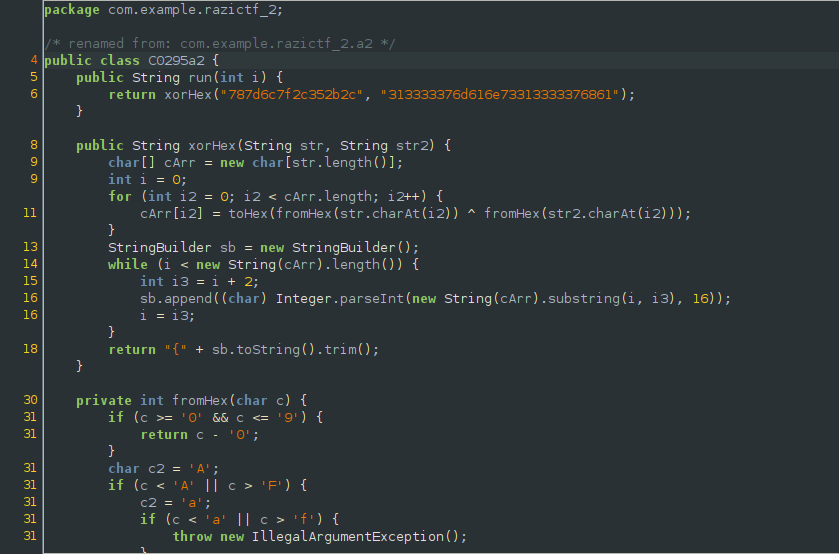 package com.example.razictf_2;
/* renamed from: com.example.razictf_2.a2 */
4 public class C0295a2 {
5 public String run(int i) {
6 return xorHex("787d6c7f2c352b2c", "313333376d616e73313333376861");
}
8 public String xorHex(String str, String str2) {
9 char[] cArr = new char[str.length()];
9 int i = 0;
for (int i2 = 0; i2 < cArr.length; i2++) {
11 cArr[i2] = toHex(fromHex(str.charAt(i2)) ^ fromHex(str2.charAt(i2)));
}
13 StringBuilder sb = new StringBuilder();
14 while (i < new String(cArr).length()) {
15 int i3 = i + 2;
16 sb.append((char) Integer.parseInt(new String(cArr).substring(i, i3), 16));
16 i = i3;
}
18 return "{" + sb.toString().trim();
}
30 private int fromHex(char c) {
31 if (c >= '0' && c <= '9') {
31 return c - '0';
}
31 char c2 = 'A';
31 if (c < 'A' || c > 'F') {
31 c2 = 'a';
31 if (c < 'a' || c > 'f') {
31 throw new IllegalArgumentException();
}